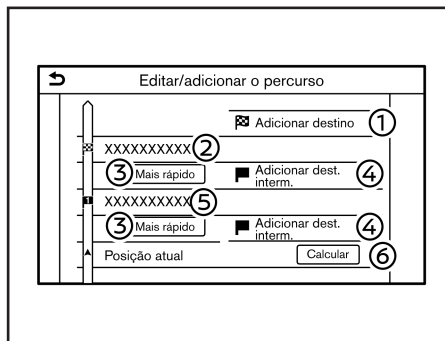 Editar/adicionar o percurso
Adicionar destino 1
XXXXXXXXXX 2
3 Mais rápido Adicionar dest. interm. 4
1 XXXXXXXXXX 5
3 Mais rápido Adicionar dest. interm. 4
Posição atual Calcular 6